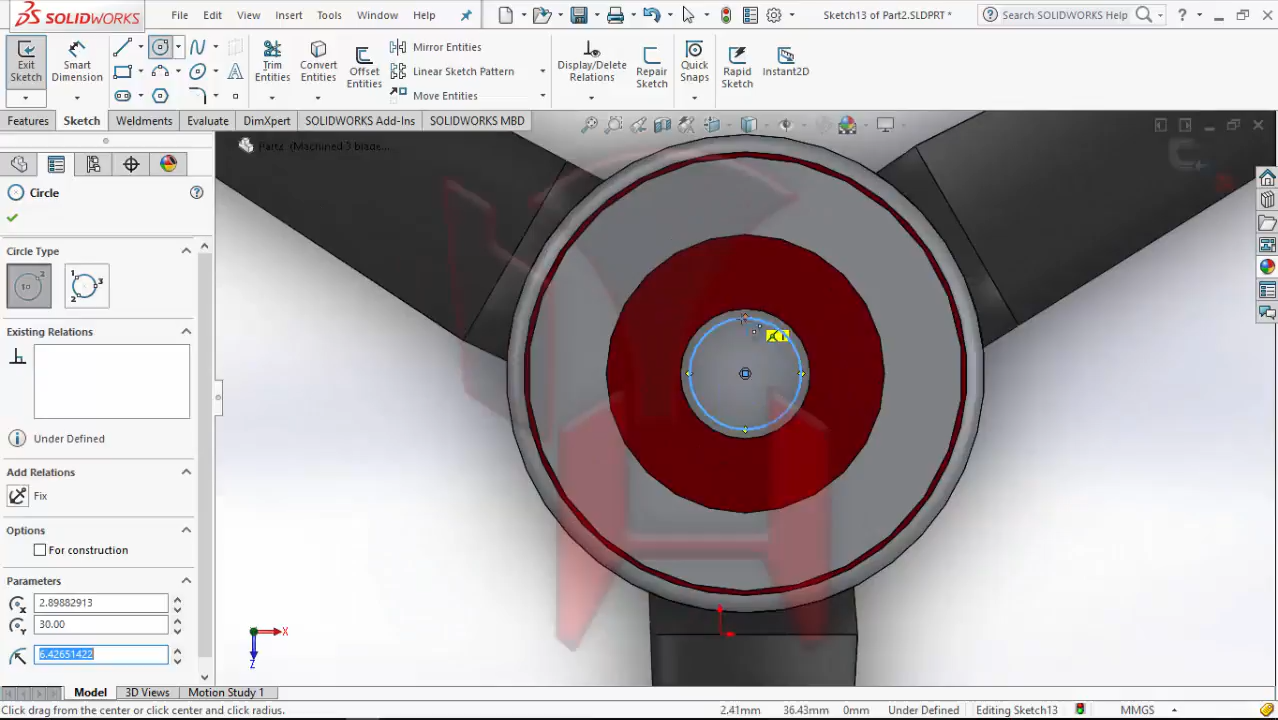 SOLIDWORKS
File
Edit
View
Insert
Tools
Window
Help
Sketch13 of Part2.SLDPRT *
Search SOLIDWORKS Help
?
Exit
Sketch
Smart
Dimension
Trim
Entities
Convert
Entities
Offset
Entities
Mirror Entities
Linear Sketch Pattern
Move Entities
Display/Delete
Relations
Repair
Sketch
Quick
Snaps
Rapid
Sketch
Instant2D
Features
Sketch
Weldments
Evaluate
DimXpert
SOLIDWORKS Add-Ins
SOLIDWORKS MBD
Part2 (Machined 3 blade...
Circle
Circle Type
Existing Relations
Under Defined
Add Relations
Fix
Options
For construction
Parameters
2.89882913
30.00
6.42651422
X
Z
Model
3D Views
Motion Study 1
Click drag from the center or click center and click radius.
2.41mm
36.43mm
0mm
Under Defined
Editing Sketch13
MMGS